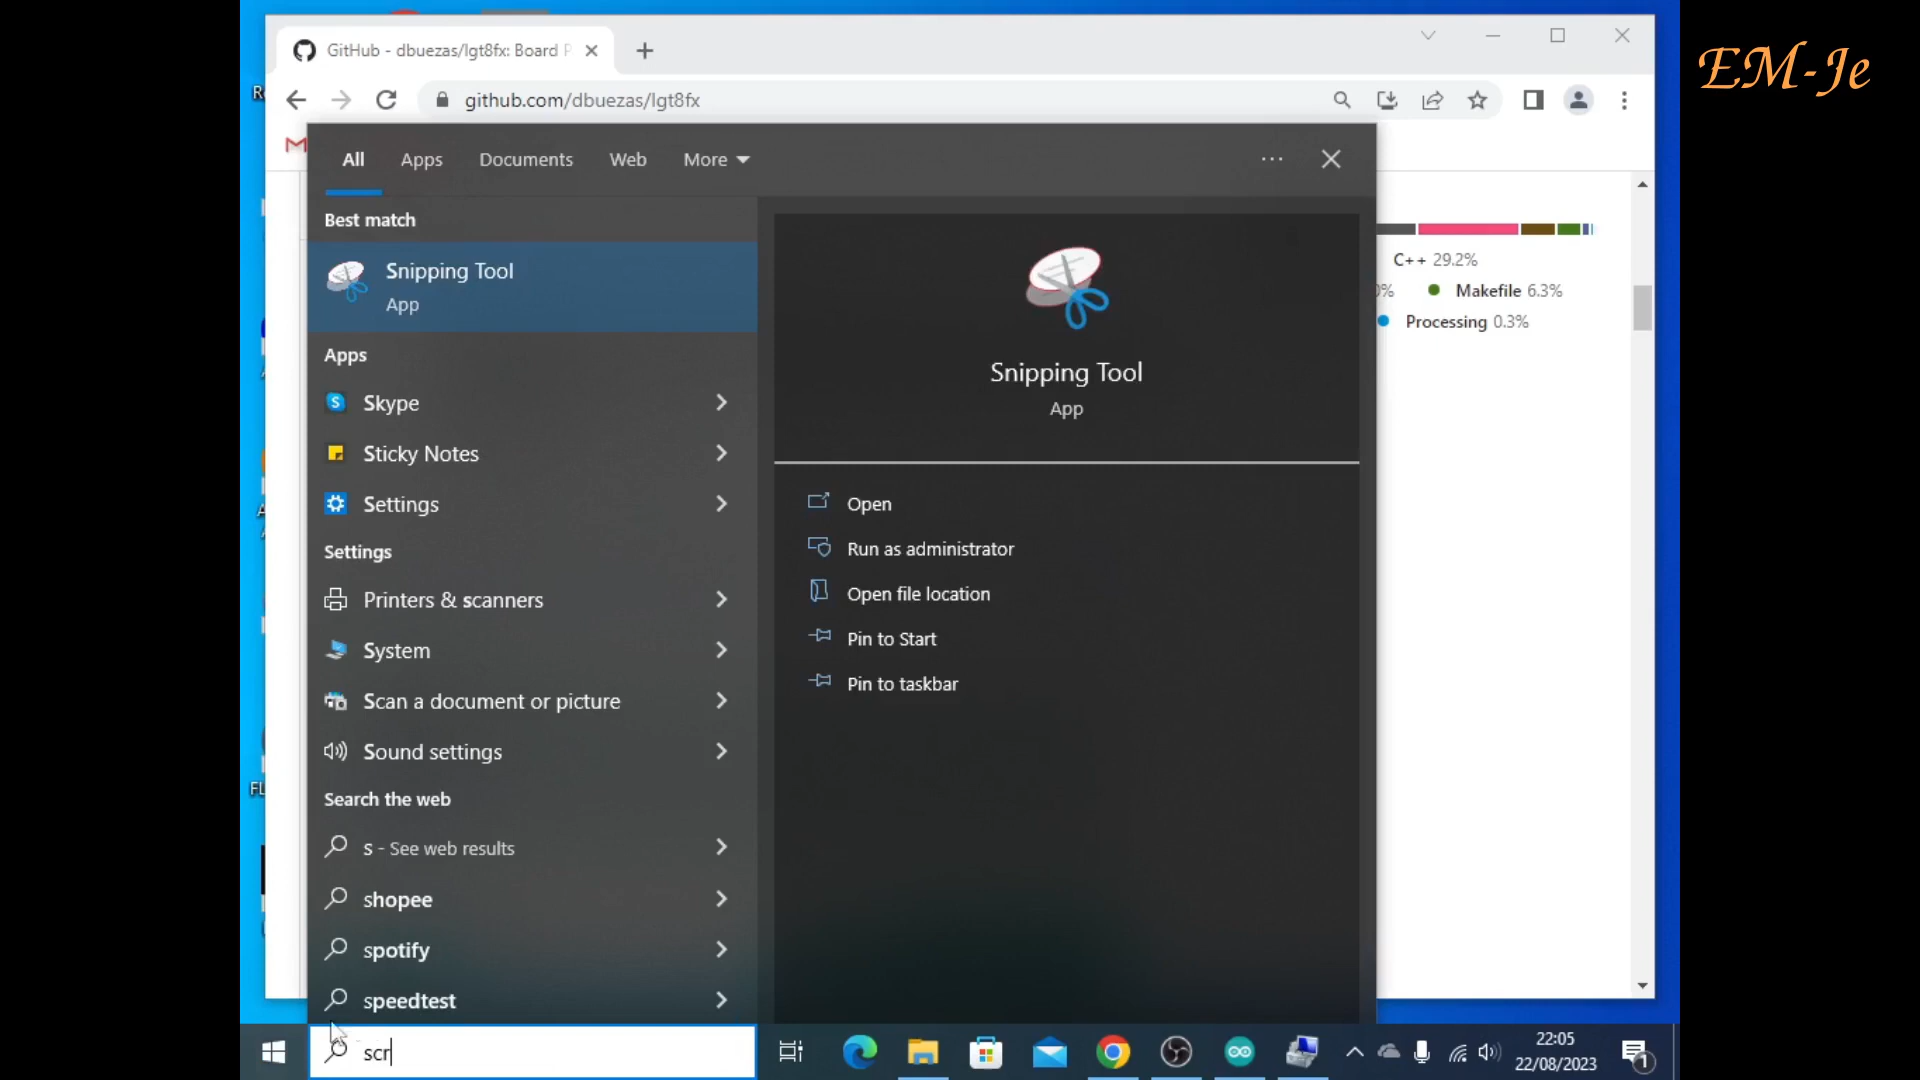 GitHub - dbuezas/lgt8fx: Board P
github.com/dbuezas/lgt8fx
EM-Je
All Apps Documents Web More
Best match
Snipping Tool
App
Apps
Skype
Sticky Notes
Settings
Settings
Printers & scanners
System
Scan a document or picture
Sound settings
Search the web
s - See web results
shopee
spotify
speedtest
scr
Snipping Tool
App
Open
Run as administrator
Open file location
Pin to Start
Pin to taskbar
C++ 29.2%
% Makefile 6.3%
Processing 0.3%
22:05
22/08/2023
1